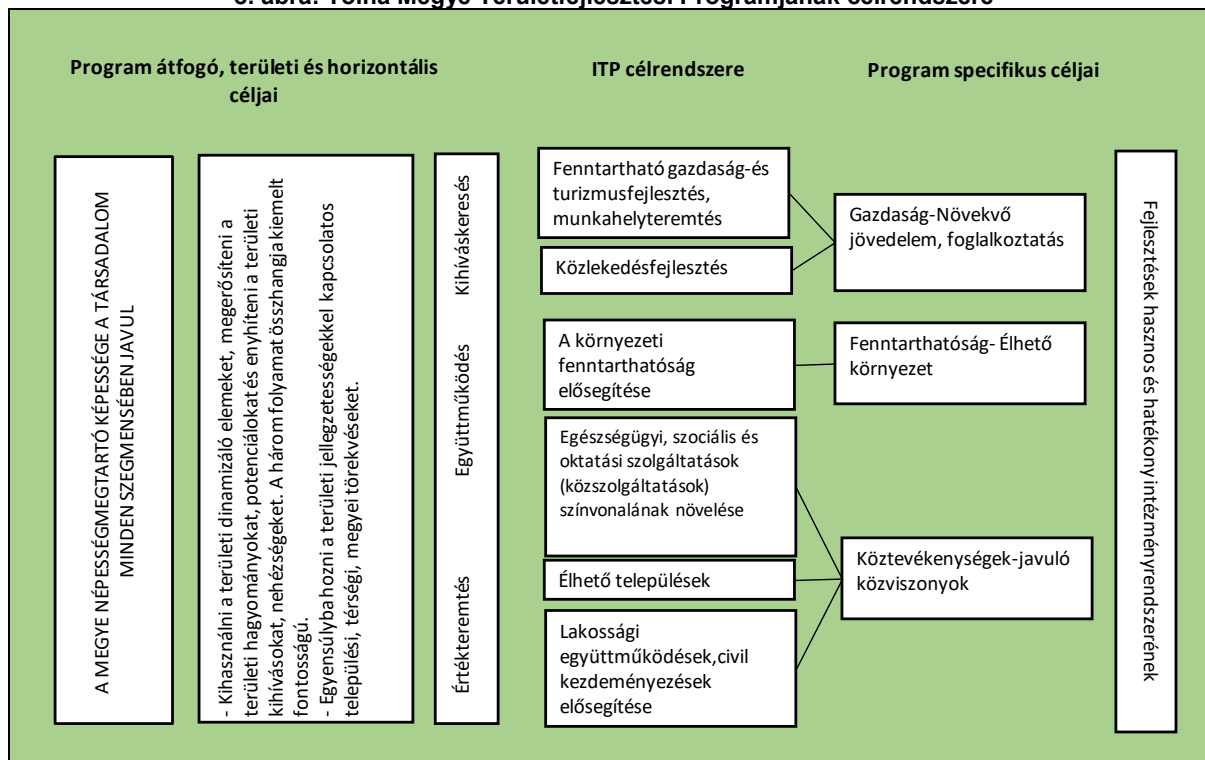 Program átfogó, területi és horizontális
céljai
ITP célrendszere
Program specifikus céljai
A MEGYE NÉPESSÉGMEGTARTÓ KÉPESSÉGE A TÁRSADALOM
MINDEN SZEGMENSÉBEN JAVUL
- Kihasználni a területi dinamizáló elemeket, megerősíteni a
területi hagyományokat, potenciálokat és enyhíteni a területi
kihívásokat, nehézségeket. A három folyamat összhangja kiemelt
fontosságú.
- Egyensúlyba hozni a területi jellegzetességekkel kapcsolatos
települési, térségi, megyei törekvéseket.
Kihíváskeresés
Együttműködés
Értékteremtés
Fenntartható gazdaság-és
turizmusfejlesztés,
munkahelyteremtés
Közlekedésfejlesztés
A környezeti
fenntarthatóság
elősegítése
Egészségügyi, szociális és
oktatási szolgáltatások
(közszolgáltatások)
színvonalának növelése
Élhető települések
Lakossági
együttműködések,civil
kezdeményezések
elősegítése
Gazdaság-Növekvő
jövedelem, foglalkoztatás
Fenntarthatóság- Élhető
környezet
Köztevékenységek-javuló
közviszonyok
Fejlesztések hasznos és hatékony intézményrendszerének